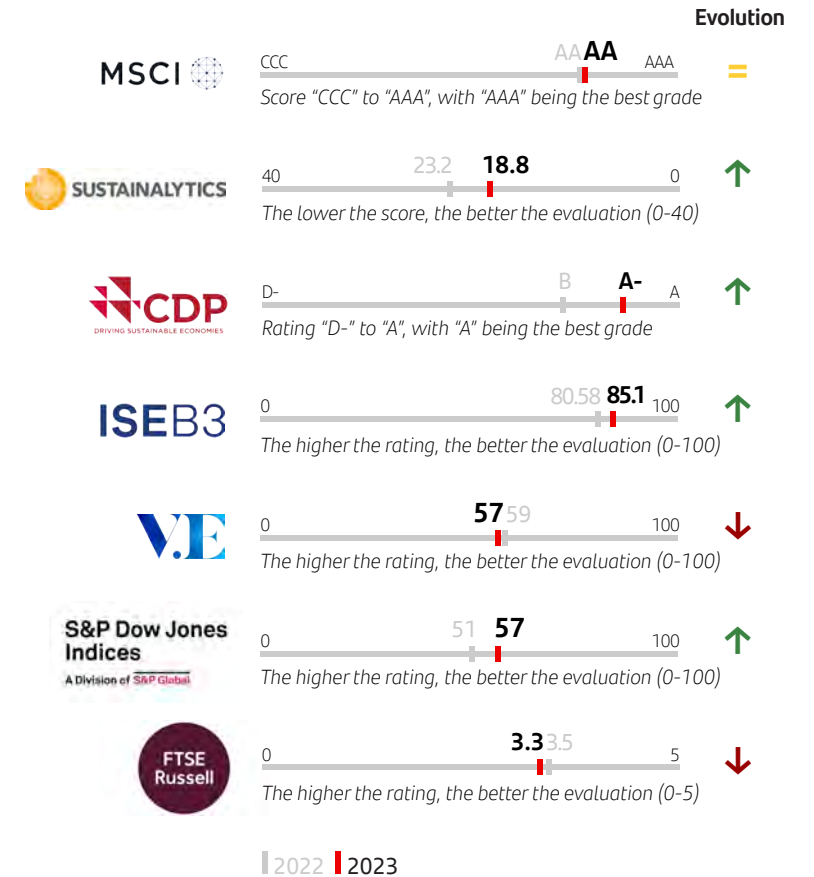 Evolution
MSCI
CCC
AA
AA
AAA
=
Score “CCC” to “AAA”, with “AAA” being the best grade
SUSTAINALYTICS
40
23.2
18.8
0
The lower the score, the better the evaluation (0-40)
CDP
DRIVING SUSTAINABLE ECONOMIES
D-
B
A-
A
Rating “D-” to “A”, with “A” being the best grade
ISEB3
0
80.58
85.1
100
The higher the rating, the better the evaluation (0-100)
V.E
0
57
59
100
The higher the rating, the better the evaluation (0-100)
S&P Dow Jones
Indices
A Division of S&P Global
0
51
57
100
The higher the rating, the better the evaluation (0-100)
FTSE
Russell
0
3.3
3.5
5
The higher the rating, the better the evaluation (0-5)
2022 2023